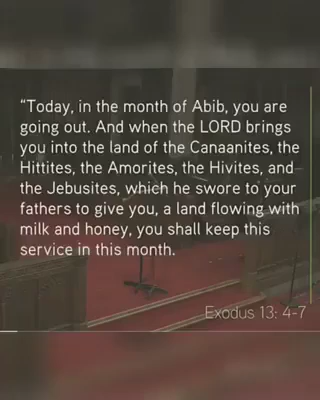 “Today, in the month of Abib, you are
going out. And when the LORD brings
you into the land of the Canaanites, the
Hittites, the Amorites, the Hivites, and
the Jebusites, which he swore to your
fathers to give you, a land flowing with
milk and honey, you shall keep this
service in this month.
Exodus 13: 4-7